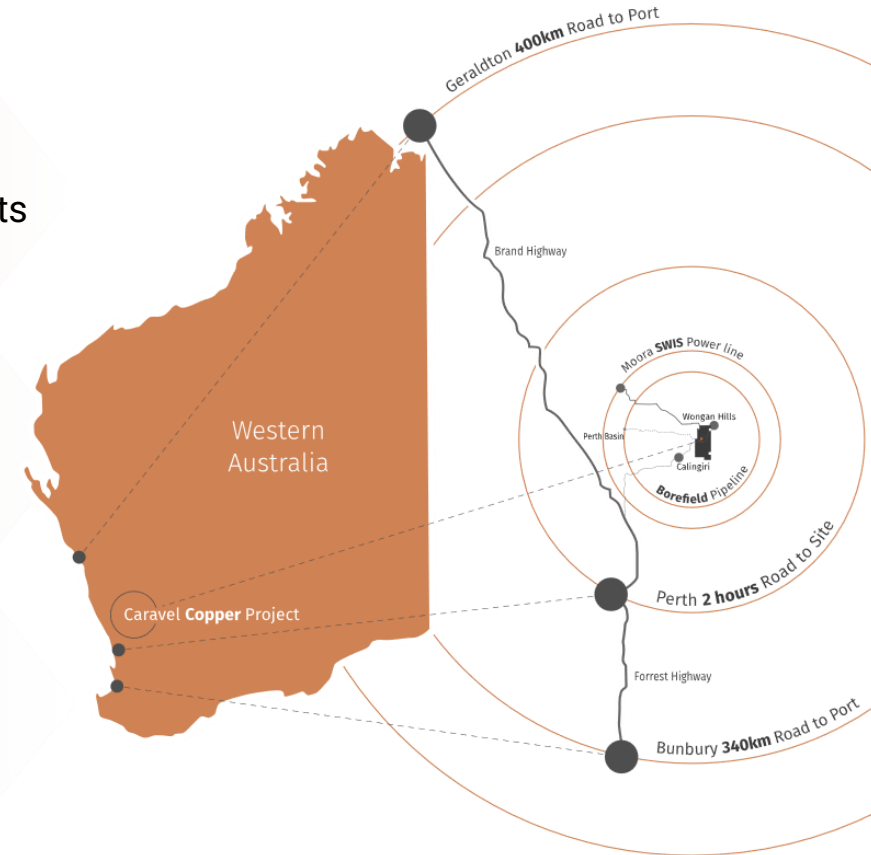 Geraldton 400km Road to Port
ts
Brand Highway
Moora SWIS Power line
Wongan Hills
Perth Basin
Western
Australia
Calingiri
Borefield Pipeline
Perth 2 hours Road to Site
Caravel Copper Project
Forrest Highway
Bunbury 340km Road to Port